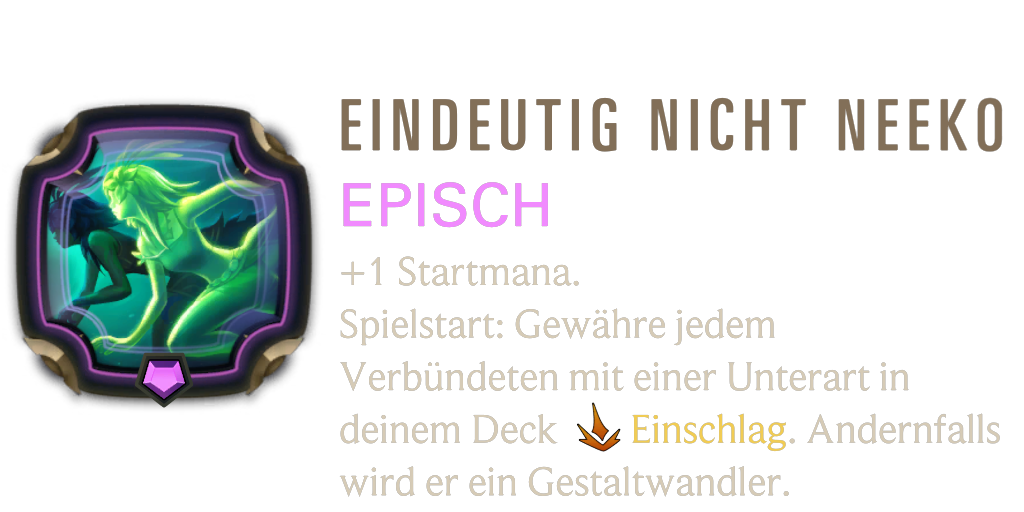 EINDEUTIG NICHT NEEKO
EPISCH
+1 Startmana.
Spielstart: Gewähre jedem
Verbündeten mit einer Unterart in
deinem Deck Einschlag. Andernfalls
wird er ein Gestaltwandler.